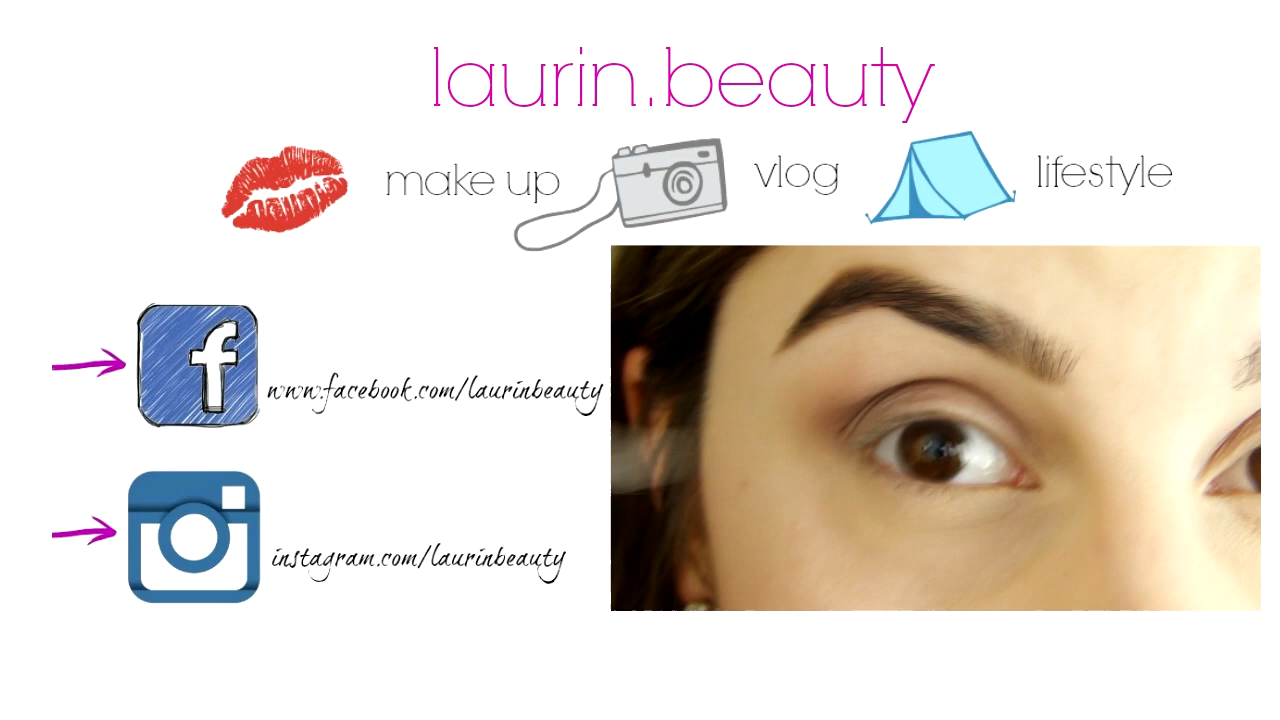 laurin.beauty
make up vlog lifestyle
www.facebook.com/laurinbeauty
instagram.com/laurinbeauty